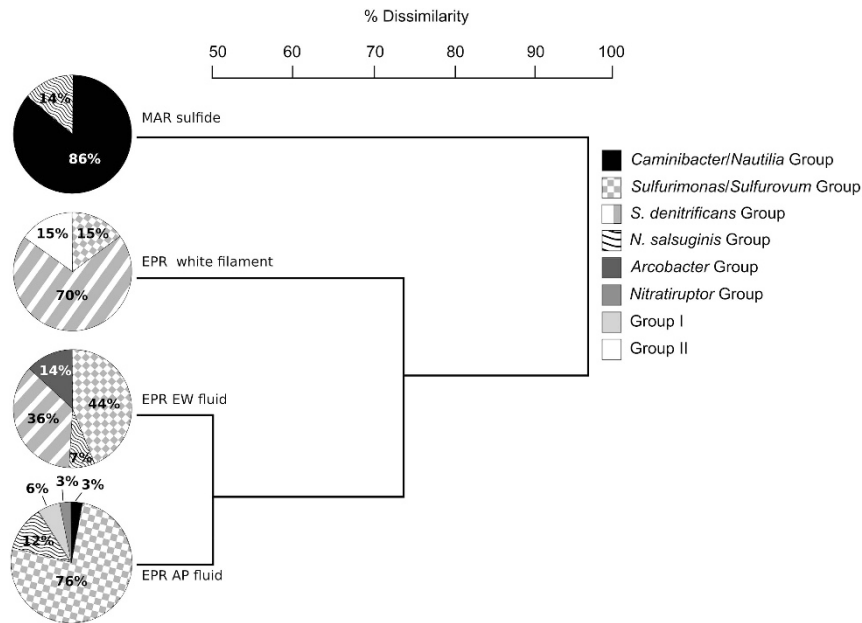 % Dissimilarity
50 60 70 80 90 100
14%
86%
MAR sulfide
15% 15%
70%
EPR white filament
14%
44%
36%
7%
EPR EW fluid
6% 3% 3%
12%
76%
EPR AP fluid
Caminibacter/Nautilia Group
Sulfurimonas/Sulfurovum Group
S. denitrificans Group
N. salsuginis Group
Arcobacter Group
Nitratiruptor Group
Group I
Group II